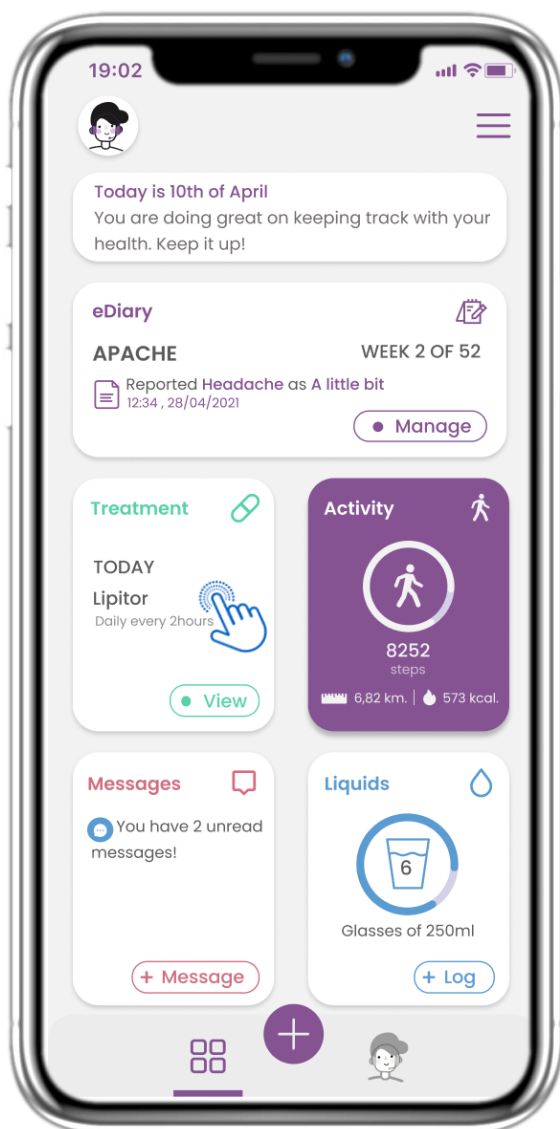 19:02
Today is 10th of April
You are doing great on keeping track with your
health. Keep it up!
eDiary
APACHE
WEEK 2 OF 52
Reported Headache as A little bit
12:34 , 28/04/2021
Manage
Treatment
TODAY
Lipitor
Daily every 2hours
View
Activity
8252
steps
6,82 km. | 573 kcal.
Messages
You have 2 unread
messages!
+ Message
Liquids
6
Glasses of 250ml
+ Log